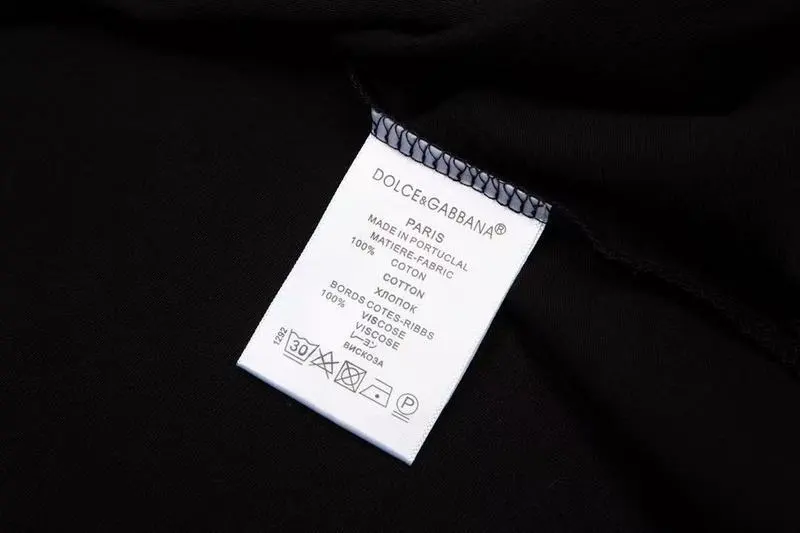 DOLCE&GABBANA®
PARIS
MADE IN PORTUCLAL
MATIERE-FABRIC
100% COTON
COTTON
ХЛОПОК
BORDS COTES-RIBBS
100% VISCOSE
VISCOSE
レーヨン
ВИСКОЗА
1292
30
P